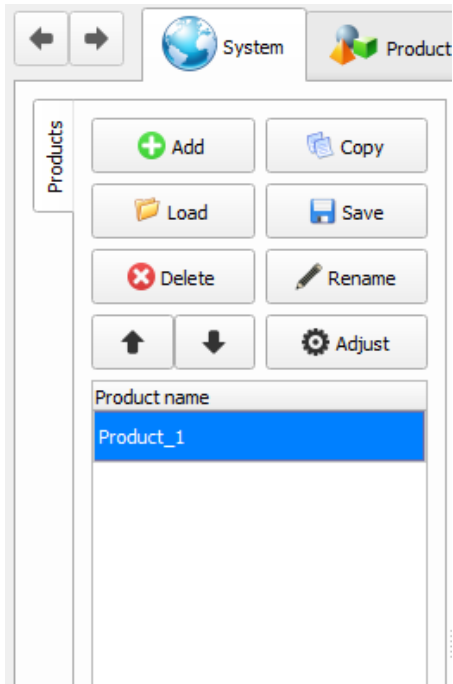 System
Product
Products
Add
Copy
Load
Save
Delete
Rename
Adjust
Product name
Product_1